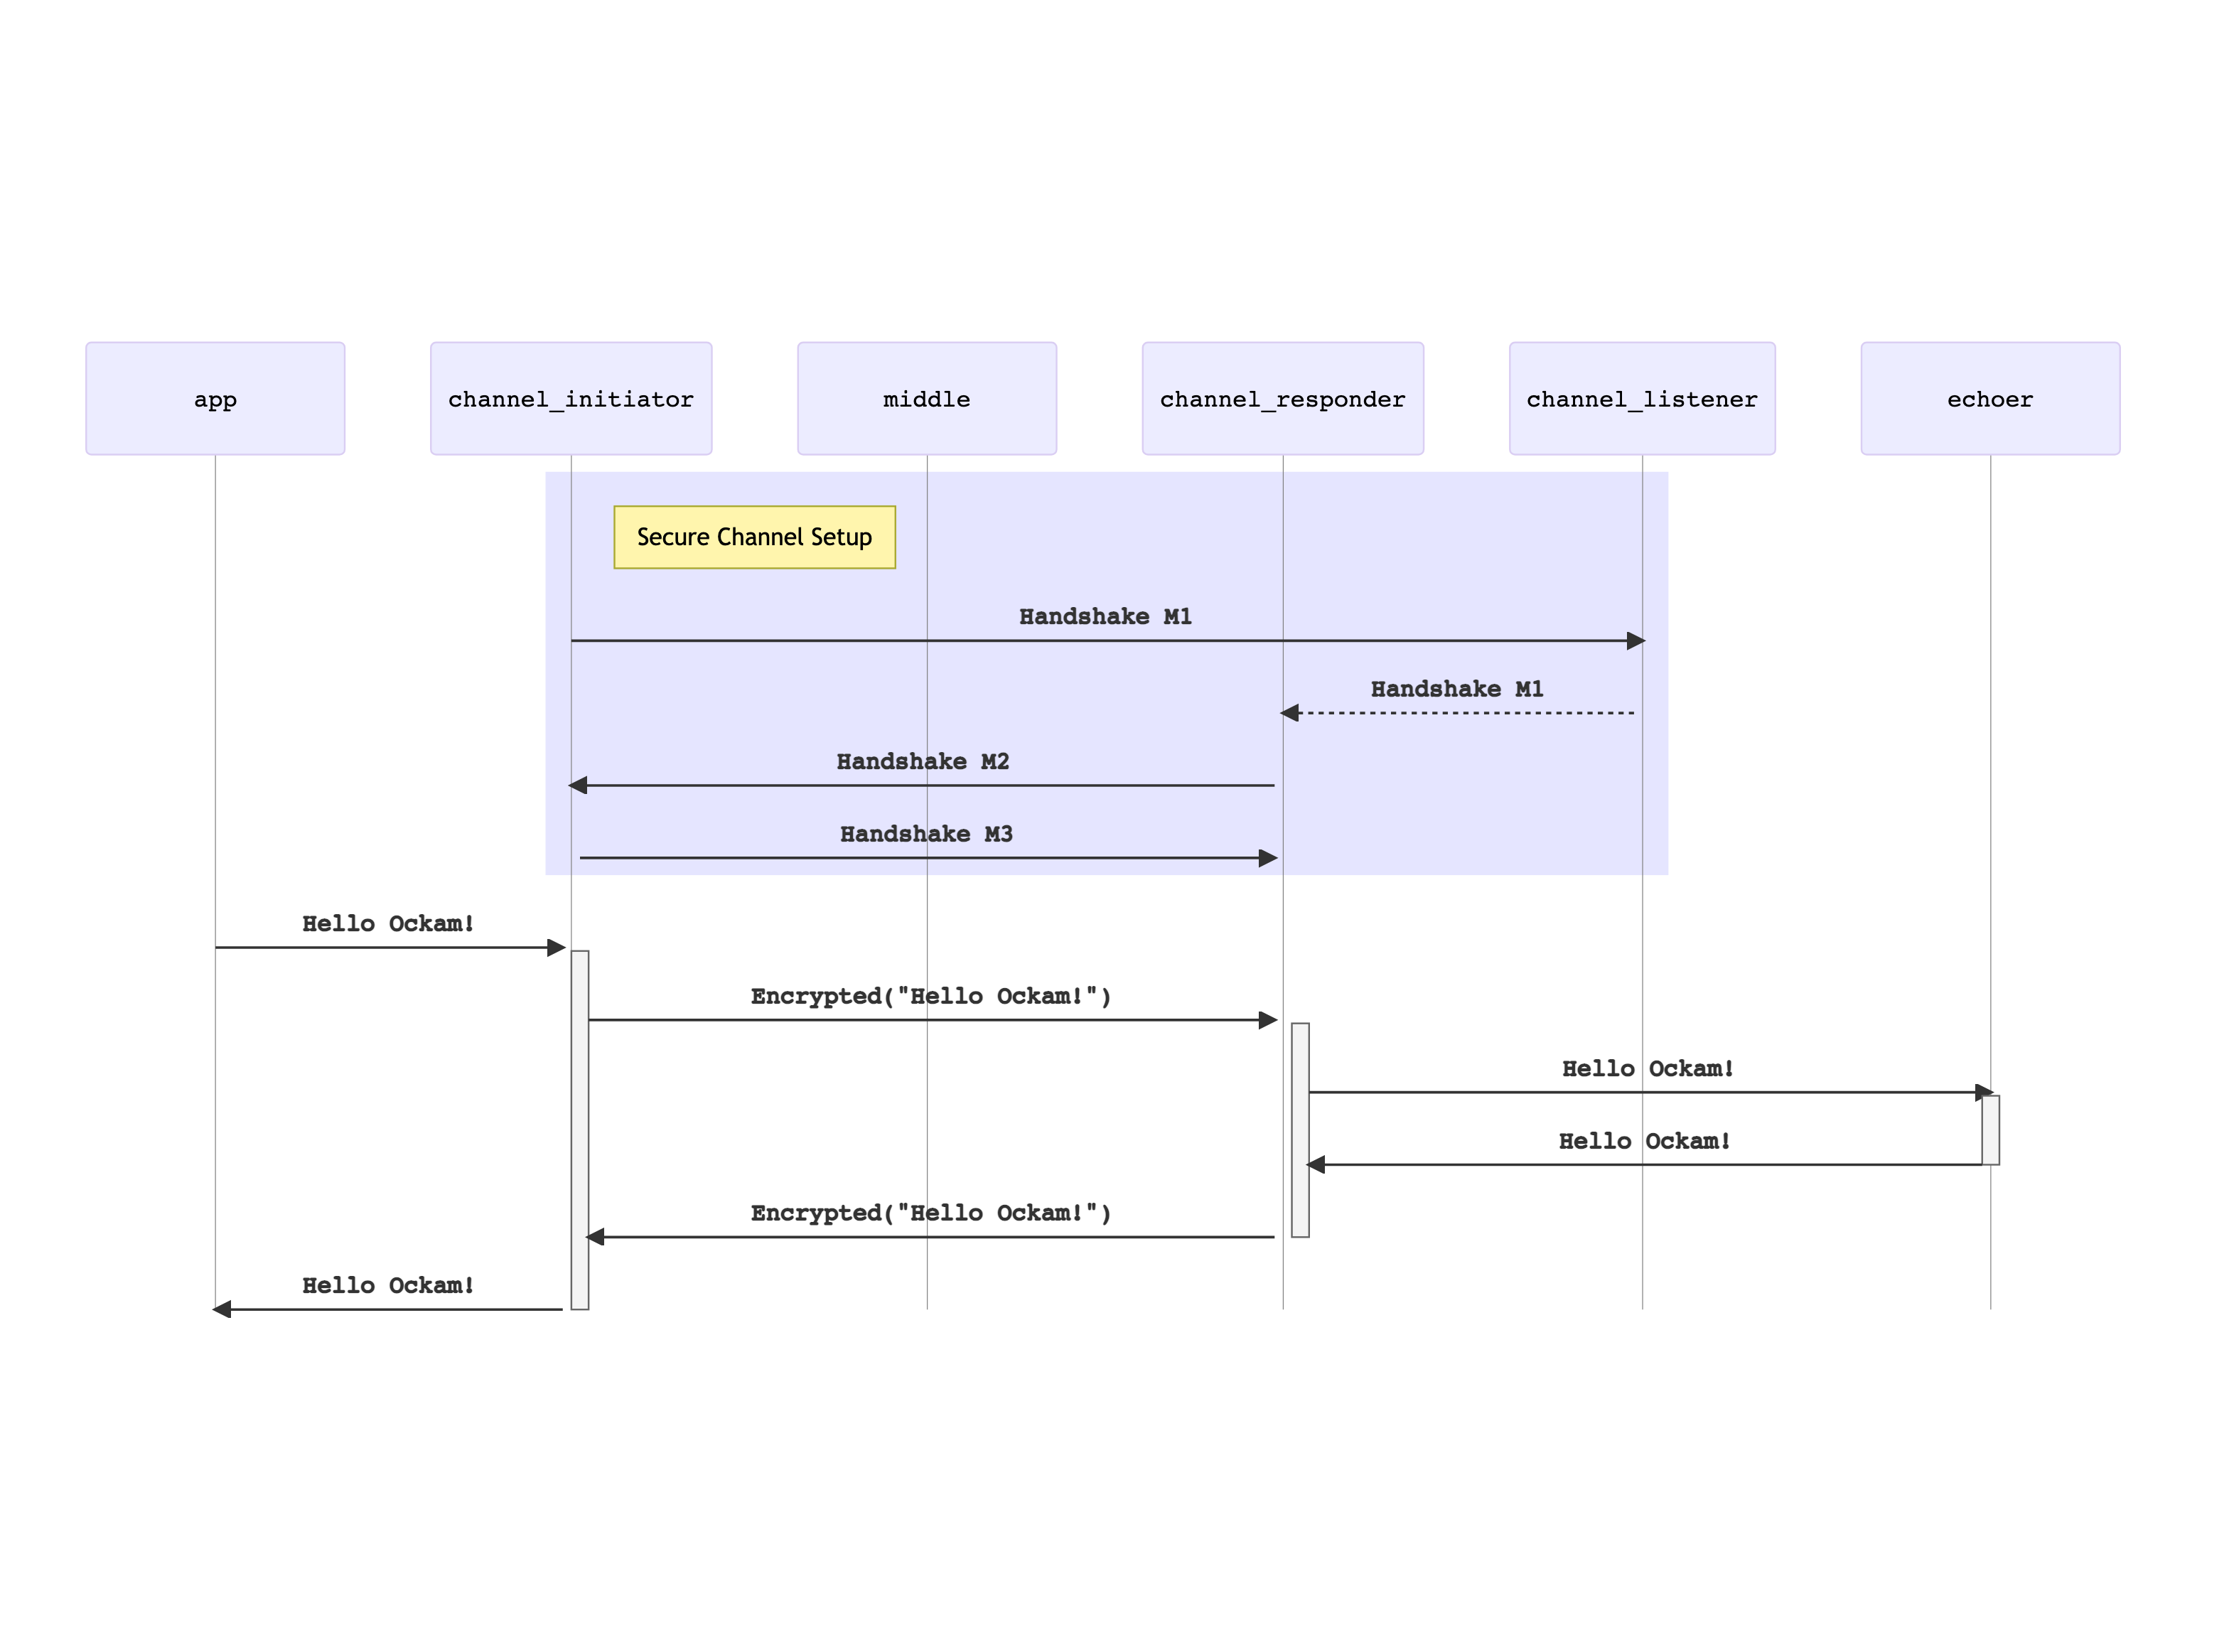 app
channel_initiator
middle
channel_responder
channel_listener
echoer
Secure Channel Setup
Handshake M1
Handshake M1
Handshake M2
Handshake M3
Hello Ockam!
Encrypted("Hello Ockam!")
Hello Ockam!
Hello Ockam!
Encrypted("Hello Ockam!")
Hello Ockam!